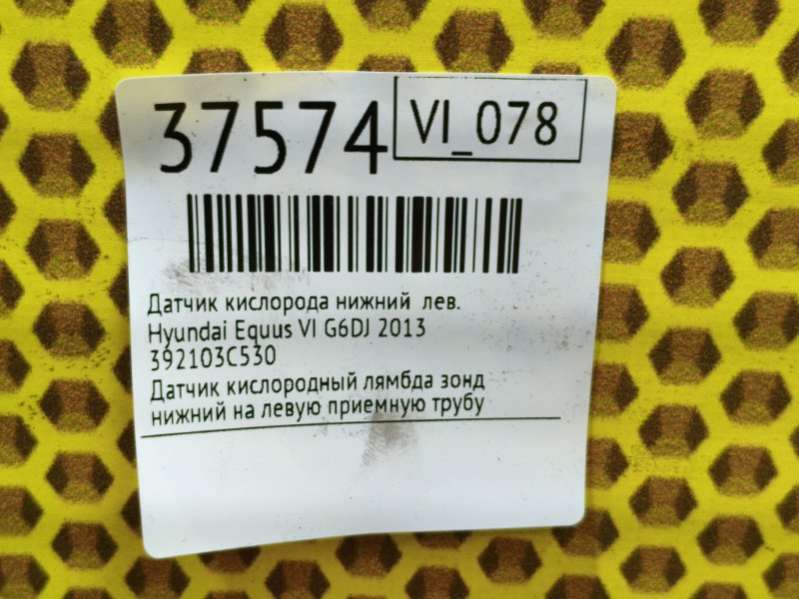 37574
VI_078
Датчик кислорода нижний лев.
Hyundai Equus VI G6DJ 2013
392103C530
Датчик кислородный лямбда зонд
нижний на левую приемную трубу